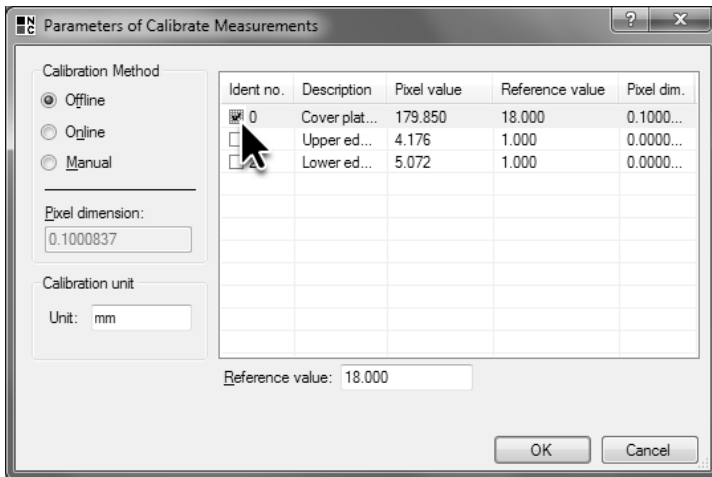 Parameters of Calibrate Measurements
Calibration Method
Offline
Online
Manual
Pixel dimension:
0.1000837
Calibration unit
Unit: mm
Ident no. Description Pixel value Reference value Pixel dim.
0 Cover plat... 179.850 18.000 0.1000...
Upper ed... 4.176 1.000 0.0000...
Lower ed... 5.072 1.000 0.0000...
Reference value: 18.000
OK Cancel